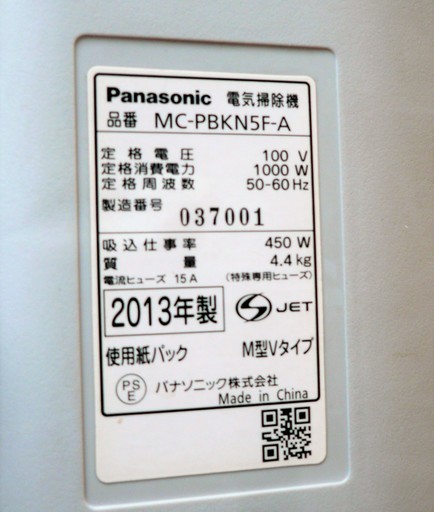 Panasonic 電気掃除機
品番 MC-PBKN5F-A
定格電圧 100 V
定格消費電力 1000 W
定格周波数 50-60 Hz
製造番号 037001
吸込仕事率 450 W
質量 4.4 kg
電流ヒューズ 15 A (特殊専用ヒューズ)
2013年製 S JET
使用紙パック M型Vタイプ
PS E パナソニック株式会社
Made in China